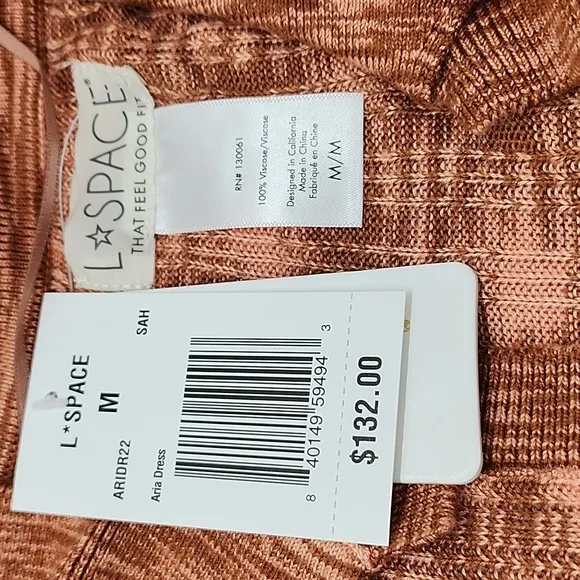 L☆SPACE®
THAT FEEL GOOD FIT
RN# 130061
100% Viscose/Viscose
Designed in California
Made in China
Fabriqué en Chine
M/M
L*SPACE
M
SAH
ARIDR22
Aria Dress
8 40149 59494 3
$132.00